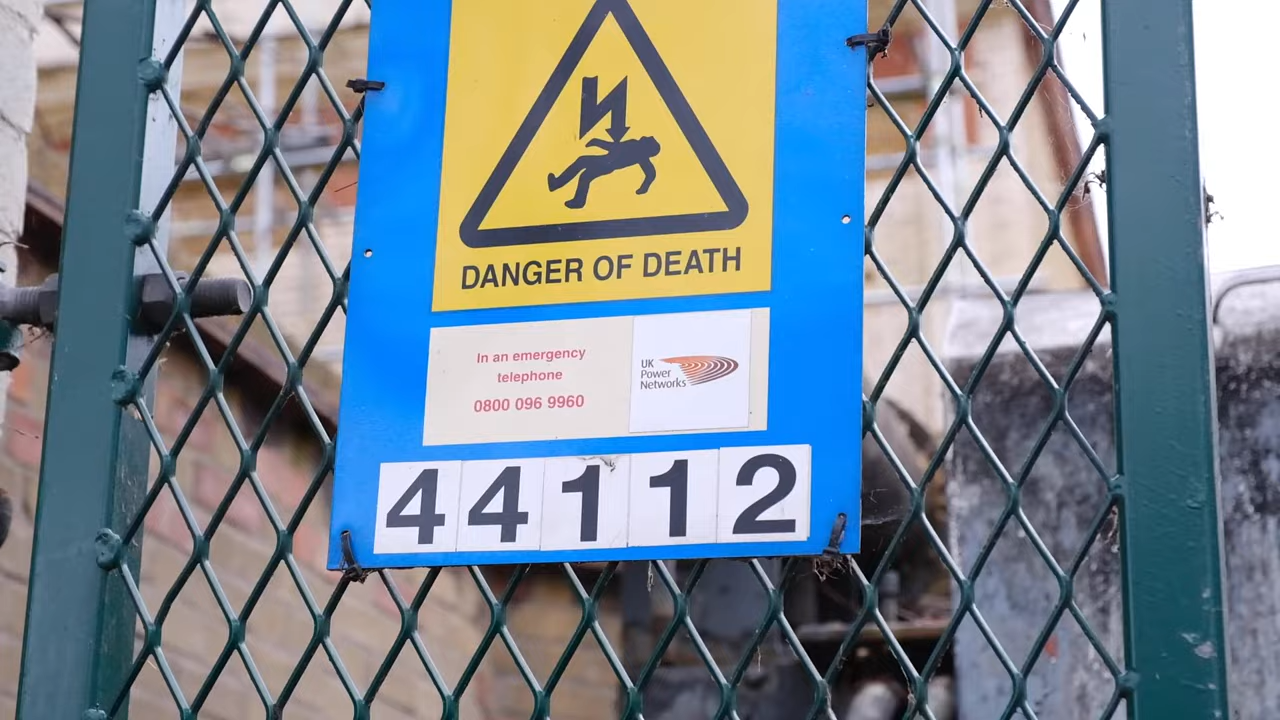 DANGER OF DEATH
In an emergency
telephone
0800 096 9960
UK
Power
Networks
44112